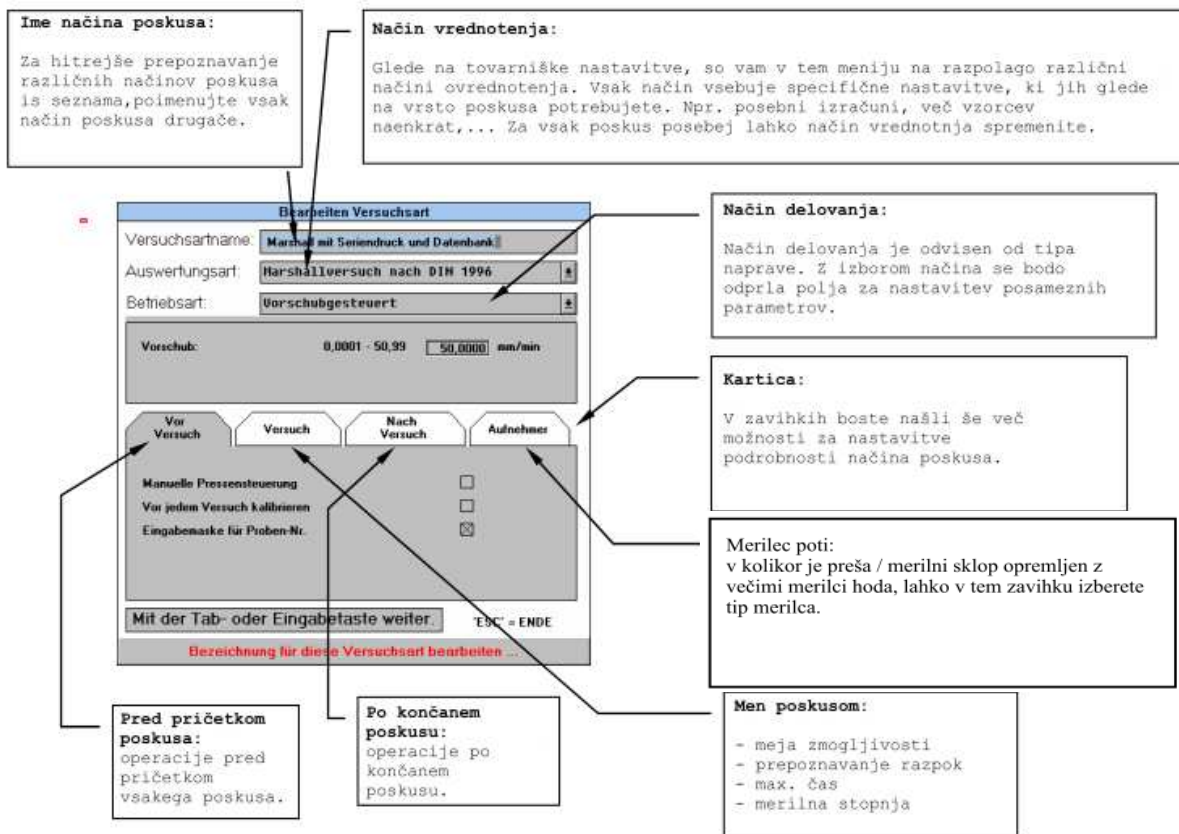 Ime načina poskusa:
Za hitrejše prepoznavanje
različnih načinov poskusa
is seznama,poimenujte vsak
način poskusa drugače.
Način vrednotenja:
Glede na tovarniške nastavitve, so vam v tem meniju na razpolago različni
načini ovrednotenja. Vsak način vsebuje specifične nastavitve, ki jih glede
na vrsto poskusa potrebujete. Npr. posebni izračuni, več vzorcev
naenkrat,... Za vsak poskus posebej lahko način vrednotnja spremenite.
Bearbeiten Versuchsart
Versuchsartname: Marshall mit Seriendruck und Datenbank
Auswertungsart: Marshallversuch nach DIN 1996
Betriebsart: Vorschubgesteuert
Vorschub: 0,0001 - 50,99 50,0000 mm/min
Vor
Versuch
Versuch
Nach
Versuch
Aufnehmer
Manuelle Pressensteuerung
Vor jedem Versuch kalibrieren
Eingabemaske für Proben-Nr.
Mit der Tab- oder Eingabetaste weiter. 'ESC' = ENDE
Bezeichnung für diese Versuchsart bearbeiten ...
Način delovanja:
Način delovanja je odvisen od tipa
naprave. Z izborom načina se bodo
odprla polja za nastavitev posameznih
parametrov.
Kartica:
V zavihkih boste našli še več
možnosti za nastavitve
podrobnosti načina poskusa.
Merilec poti:
v kolikor je preša / merilni sklop opremljen z
večimi merilci hoda, lahko v tem zavihku izberete
tip merilca.
Pred pričetkom
poskusa:
operacije pred
pričetkom
vsakega poskusa.
Po končanem
poskusu:
operacije po
končanem
poskusu.
Men poskusom:
- meja zmogljivosti
- prepoznavanje razpok
- max. čas
- merilna stopnja